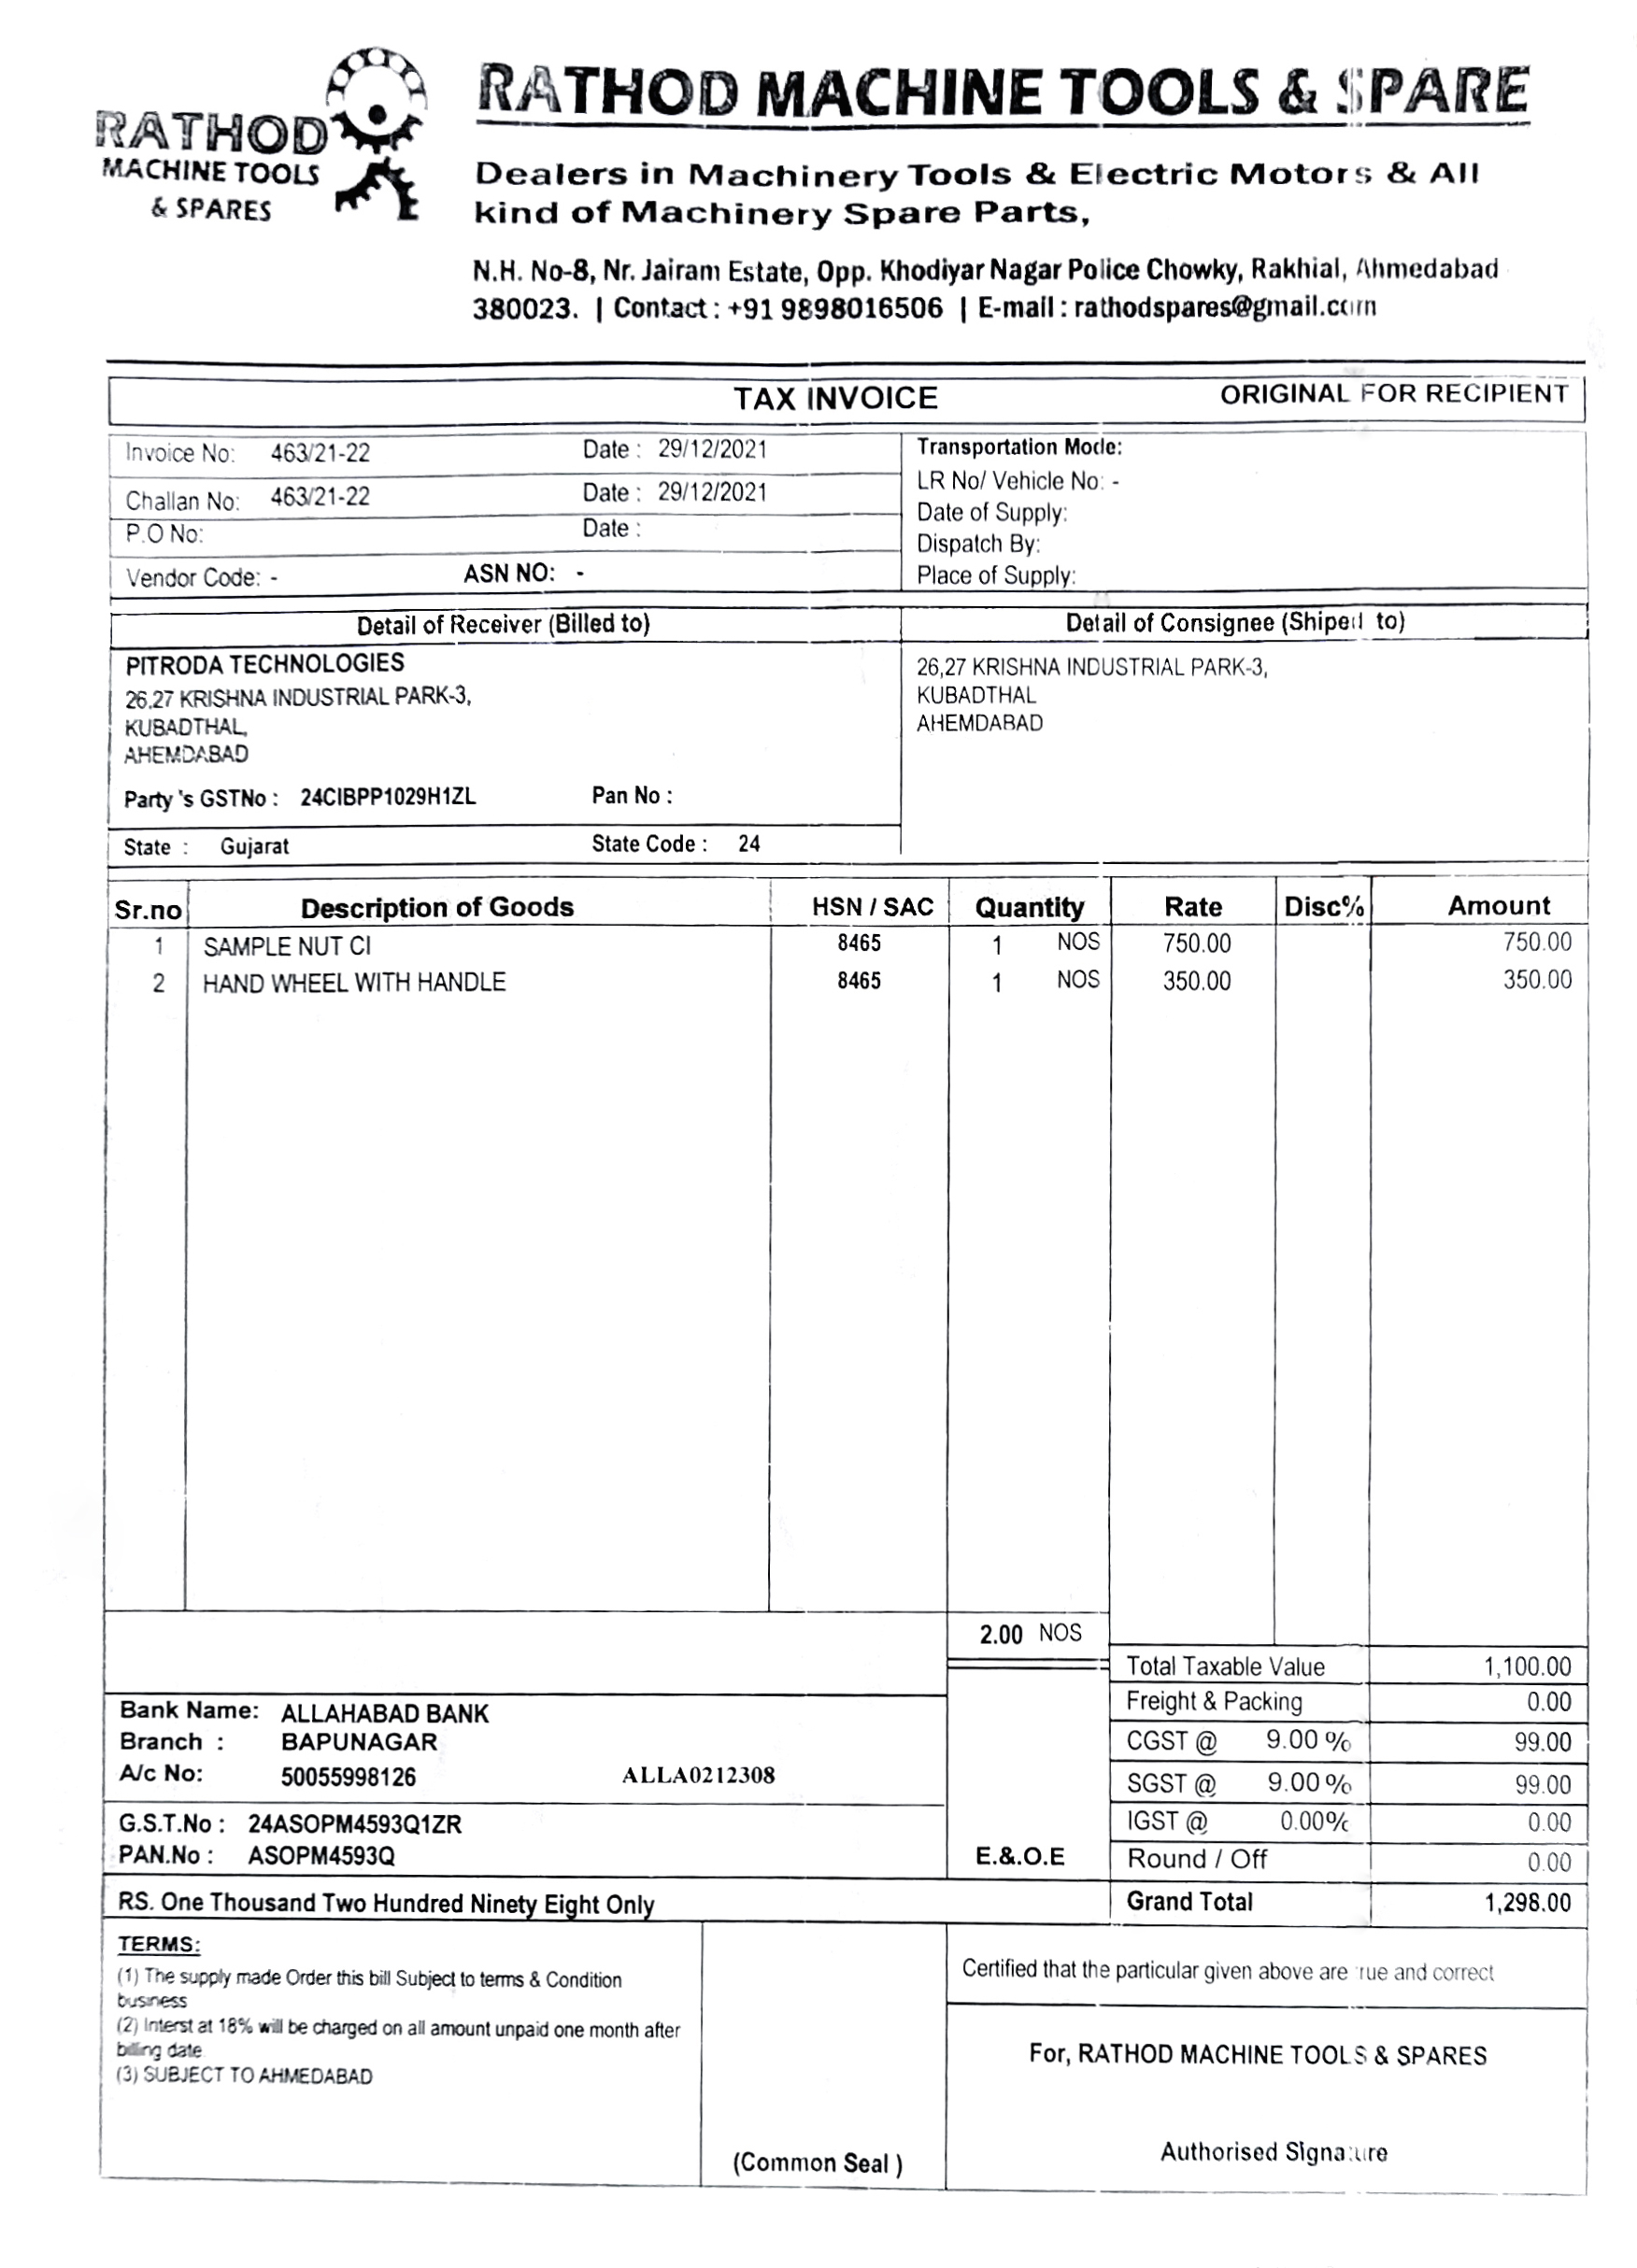 RATHOD
MACHINE TOOLS
& SPARES
RATHOD MACHINE TOOLS & SPARE
Dealers in Machinery Tools & Electric Motors & All
kind of Machinery Spare Parts,
N.H. No-8, Nr. Jairam Estate, Opp. Khodiyar Nagar Police Chowky, Rakhial, Ahmedabad
380023. | Contact : +91 9898016506 | E-mail : rathodspares@gmail.com
TAX INVOICE ORIGINAL FOR RECIPIENT
Invoice No: 463/21-22 Date : 29/12/2021
Challan No: 463/21-22 Date : 29/12/2021
P.O No: Date :
Vendor Code: - ASN NO: -
Transportation Mode:
LR No/ Vehicle No: -
Date of Supply:
Dispatch By:
Place of Supply:
Detail of Receiver (Billed to)
PITRODA TECHNOLOGIES
26,27 KRISHNA INDUSTRIAL PARK-3,
KUBADTHAL,
AHEMDABAD
Party 's GSTNo : 24CIBPP1029H1ZL Pan No :
State : Gujarat State Code : 24
Detail of Consignee (Shiped to)
26,27 KRISHNA INDUSTRIAL PARK-3,
KUBADTHAL
AHEMDABAD
Sr.no Description of Goods HSN / SAC Quantity Rate Disc% Amount
1 SAMPLE NUT CI 8465 1 NOS 750.00 750.00
2 HAND WHEEL WITH HANDLE 8465 1 NOS 350.00 350.00
2.00 NOS
Total Taxable Value 1,100.00
Freight & Packing 0.00
CGST @ 9.00 % 99.00
SGST @ 9.00 % 99.00
IGST @ 0.00% 0.00
Round / Off 0.00
Grand Total 1,298.00
Bank Name: ALLAHABAD BANK
Branch : BAPUNAGAR
A/c No: 50055998126 ALLA0212308
G.S.T.No : 24ASOPM4593Q1ZR
PAN.No : ASOPM4593Q
E.&.O.E
RS. One Thousand Two Hundred Ninety Eight Only
TERMS:
(1) The supply made Order this bill Subject to terms & Condition
business
(2) Interst at 18% will be charged on all amount unpaid one month after
billing date
(3) SUBJECT TO AHMEDABAD
(Common Seal )
Certified that the particular given above are true and correct
For, RATHOD MACHINE TOOLS & SPARES
Authorised Signature